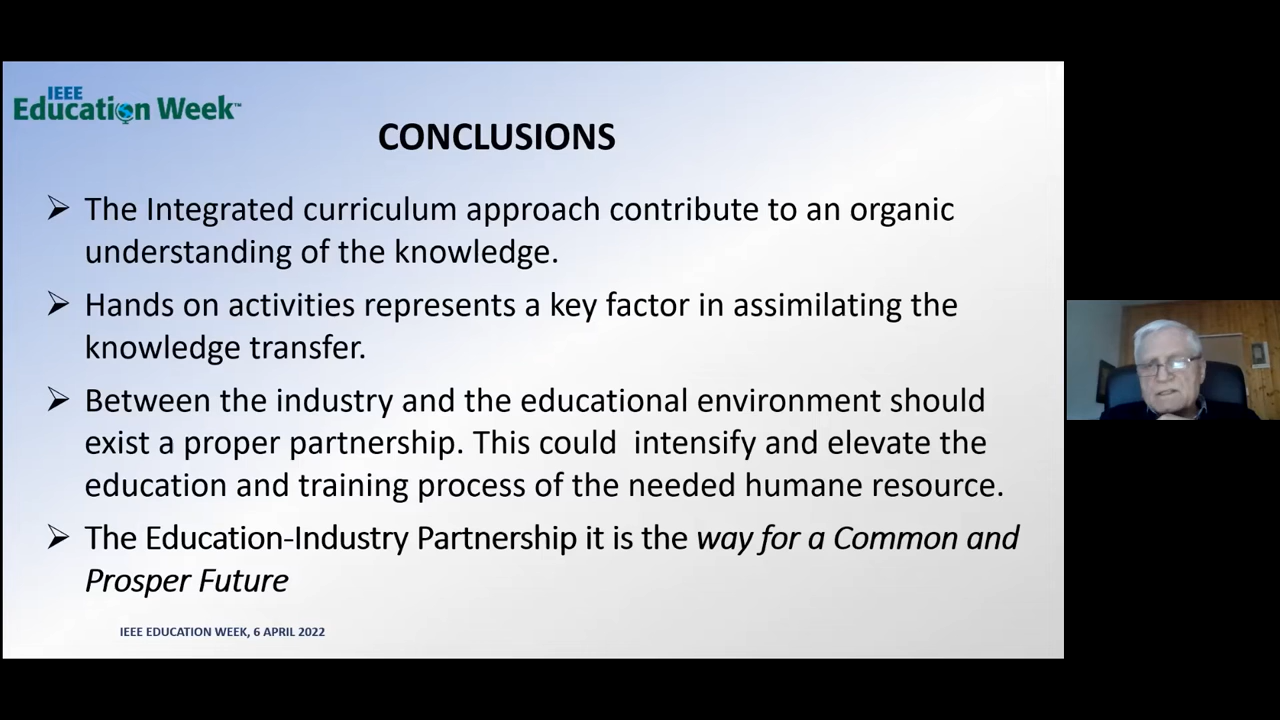 IEEE
Education Week™
CONCLUSIONS
➢ The Integrated curriculum approach contribute to an organic
understanding of the knowledge.
➢ Hands on activities represents a key factor in assimilating the
knowledge transfer.
➢ Between the industry and the educational environment should
exist a proper partnership. This could  intensify and elevate the
education and training process of the needed humane resource.
➢ The Education-Industry Partnership it is the way for a Common and
Prosper Future
IEEE EDUCATION WEEK, 6 APRIL 2022